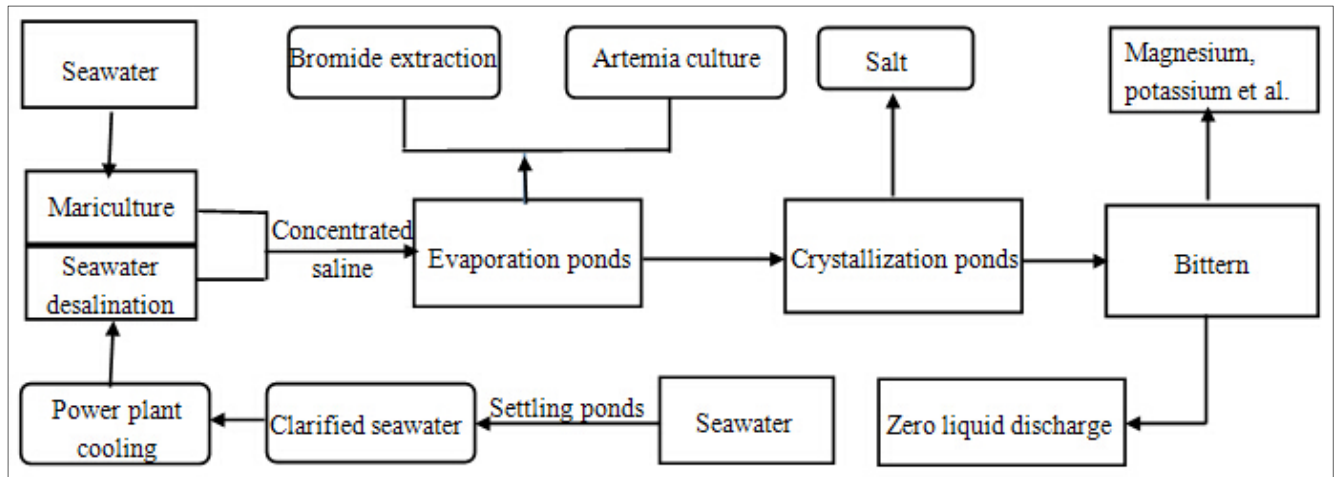 Seawater
Bromide extraction
Artemia culture
Salt
Magnesium,
potassium et al.
Mariculture
Seawater
desalination
Concentrated
saline
Evaporation ponds
Crystallization ponds
Bittern
Power plant
cooling
Clarified seawater
Settling ponds
Seawater
Zero liquid discharge